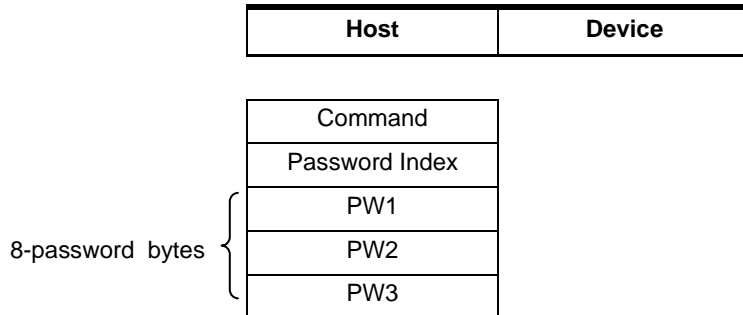 Host Device
Command
Password Index
PW1
8-password bytes PW2
PW3